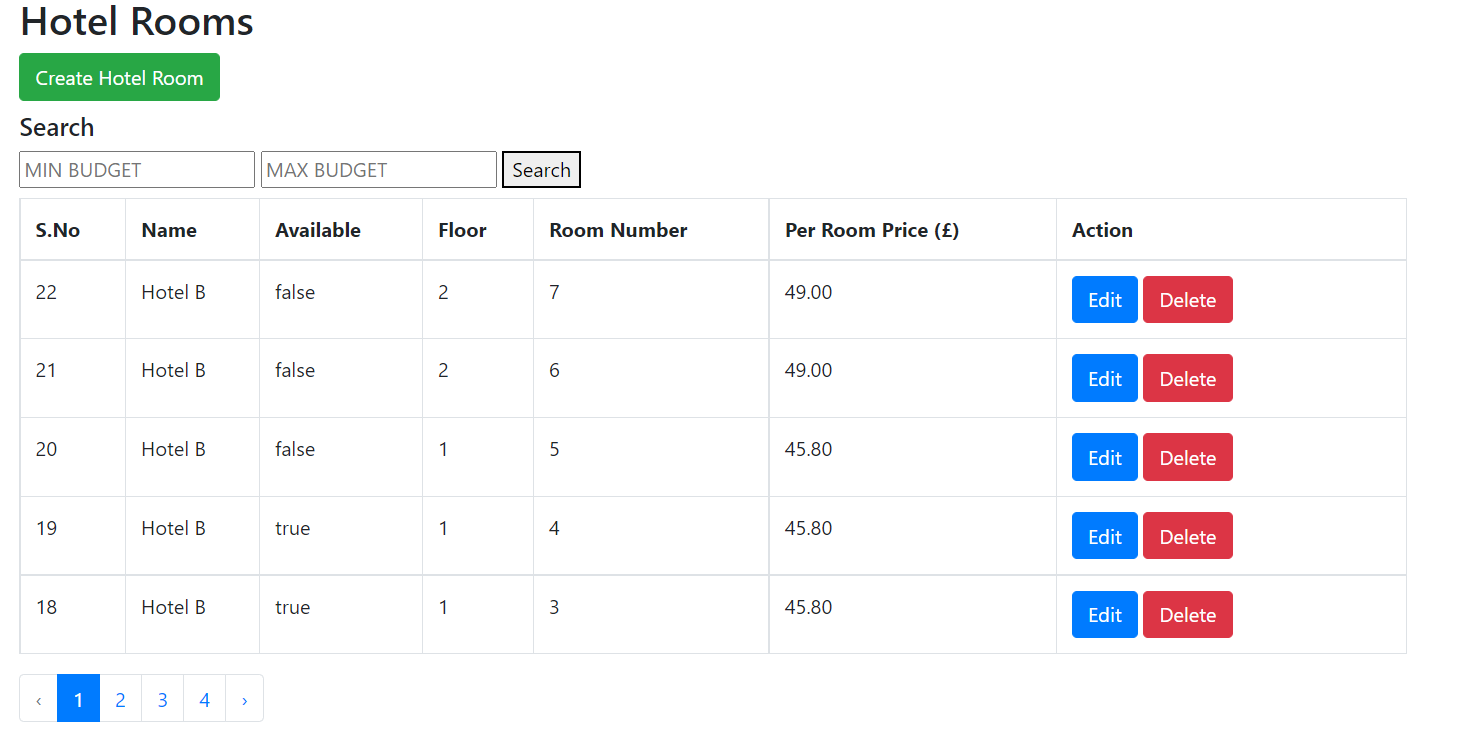 Hotel Rooms
Create Hotel Room
Search
MIN BUDGET MAX BUDGET Search
S.No Name Available Floor Room Number Per Room Price (£) Action
22 Hotel B false 2 7 49.00 Edit Delete
21 Hotel B false 2 6 49.00 Edit Delete
20 Hotel B false 1 5 45.80 Edit Delete
19 Hotel B true 1 4 45.80 Edit Delete
18 Hotel B true 1 3 45.80 Edit Delete
‹ 1 2 3 4 ›